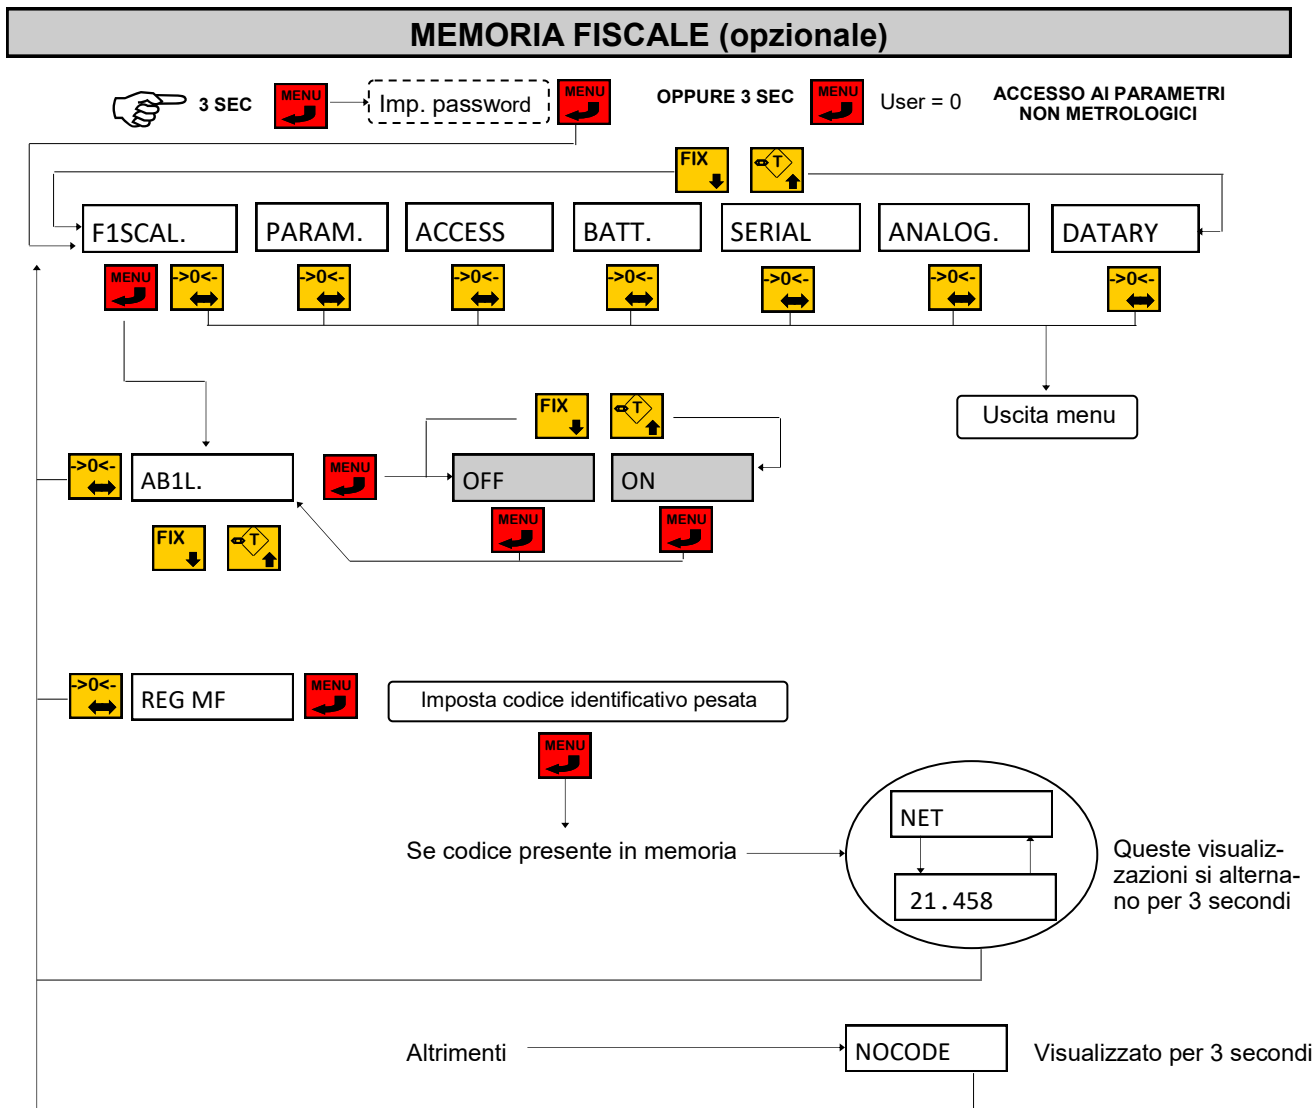 MEMORIA FISCALE (opzionale)
3 SEC MENU Imp. password MENU OPPURE 3 SEC MENU User = 0 ACCESSO AI PARAMETRI
NON METROLOGICI
FIX T
F1SCAL. PARAM. ACCESS BATT. SERIAL ANALOG. DATARY
MENU ->0<- ->0<- ->0<- ->0<- ->0<- ->0<- ->0<-
Uscita menu
FIX T
->0<- AB1L. MENU OFF ON
MENU MENU
FIX T
->0<- REG MF MENU Imposta codice identificativo pesata
MENU
NET
Se codice presente in memoria
21.458
Queste visualiz-
zazioni si alterna-
no per 3 secondi
Altrimenti NOCODE Visualizzato per 3 secondi